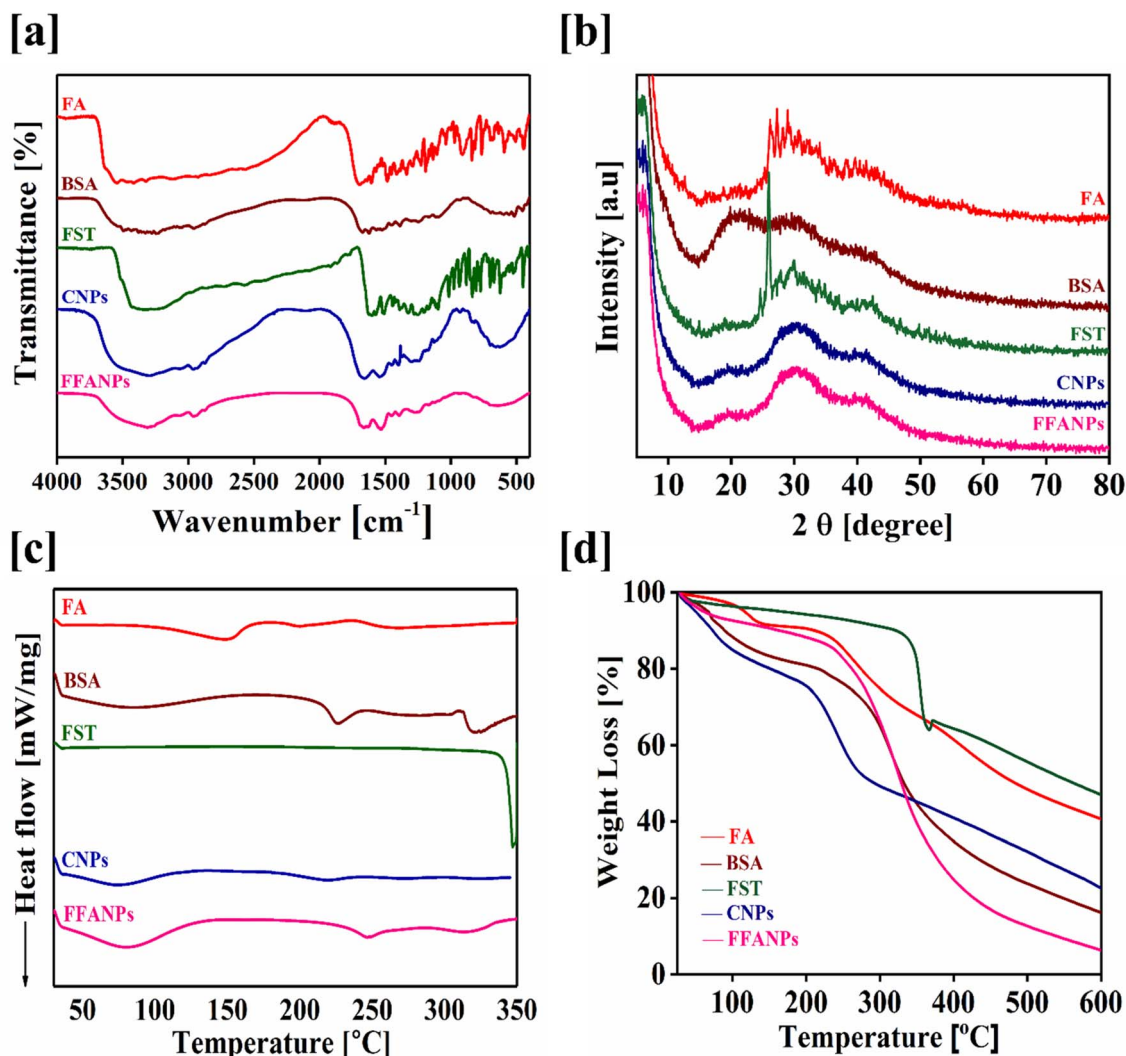 [a]
Transmittance [%]
FA
BSA
FST
CNPs
FFANPs
4000 3500 3000 2500 2000 1500 1000 500
Wavenumber [cm-1]
[b]
Intensity [a.u]
FA
BSA
FST
CNPs
FFANPs
10 20 30 40 50 60 70 80
2 θ [degree]
[c]
Heat flow [mW/mg]
FA
BSA
FST
CNPs
FFANPs
50 100 150 200 250 300 350
Temperature [°C]
[d]
Weight Loss [%]
100
80
60
40
20
0
FA
BSA
FST
CNPs
FFANPs
100 200 300 400 500 600
Temperature [°C]